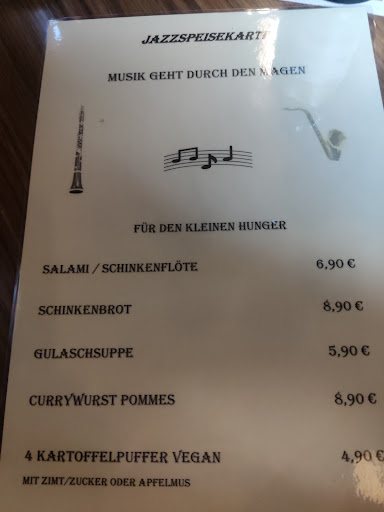 JAZZSPEISEKARTE
MUSIK GEHT DURCH DEN MAGEN
FÜR DEN KLEINEN HUNGER
SALAMI / SCHINKENFLÖTE 6,90 €
SCHINKENBROT 8,90 €
GULASCHSUPPE 5,90 €
CURRYWURST POMMES 8,90 €
4 KARTOFFELPUFFER VEGAN 4,90 €
MIT ZIMT/ZUCKER ODER APFELMUS